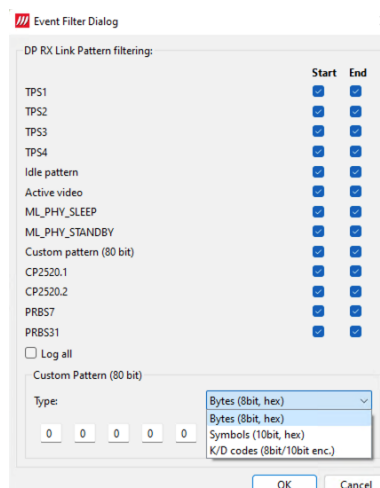 Event Filter Dialog
DP RX Link Pattern filtering:
Start End
TPS1
TPS2
TPS3
TPS4
Idle pattern
Active video
ML_PHY_SLEEP
ML_PHY_STANDBY
Custom pattern (80 bit)
CP2520.1
CP2520.2
PRBS7
PRBS31
Log all
Custom Pattern (80 bit)
Type: Bytes (8bit, hex)
Bytes (8bit, hex)
Symbols (10bit, hex)
K/D codes (8bit/10bit enc.)
0 0 0 0 0
OK Cancel